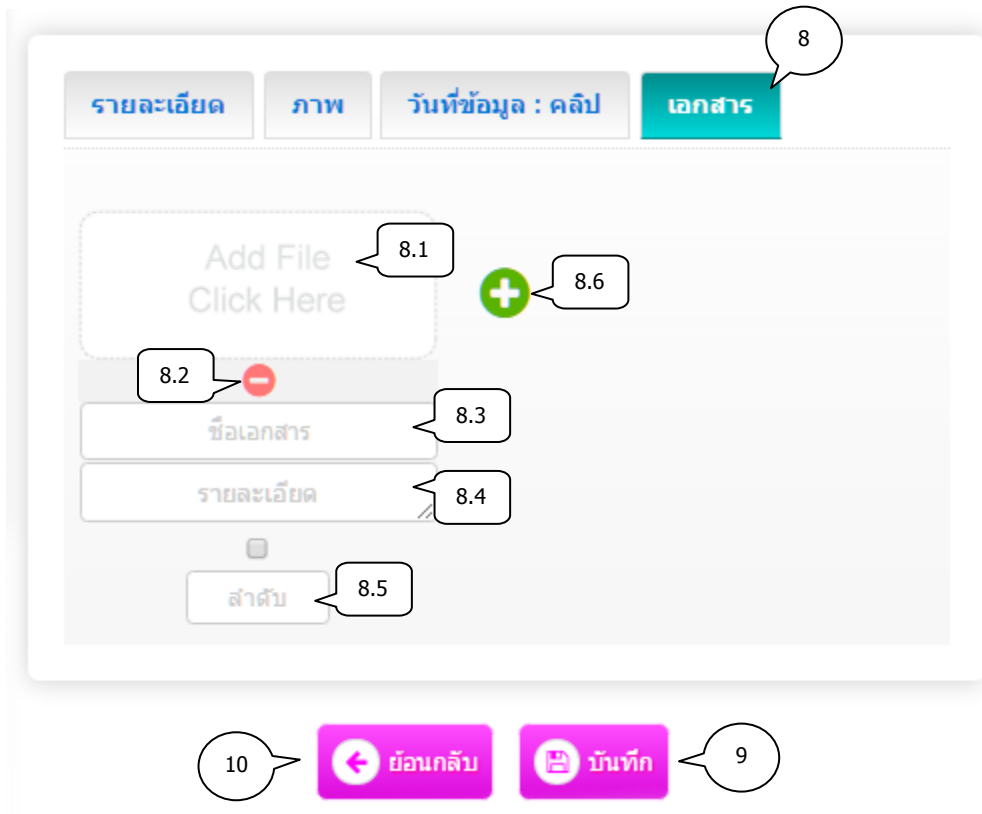 8
รายละเอียด ภาพ วันที่ข้อมูล : คลิป เอกสาร
Add File
Click Here
8.1
8.6
8.2
ชื่อเอกสาร
8.3
รายละเอียด
8.4
ลำดับ
8.5
10
ย้อนกลับ
บันทึก
9